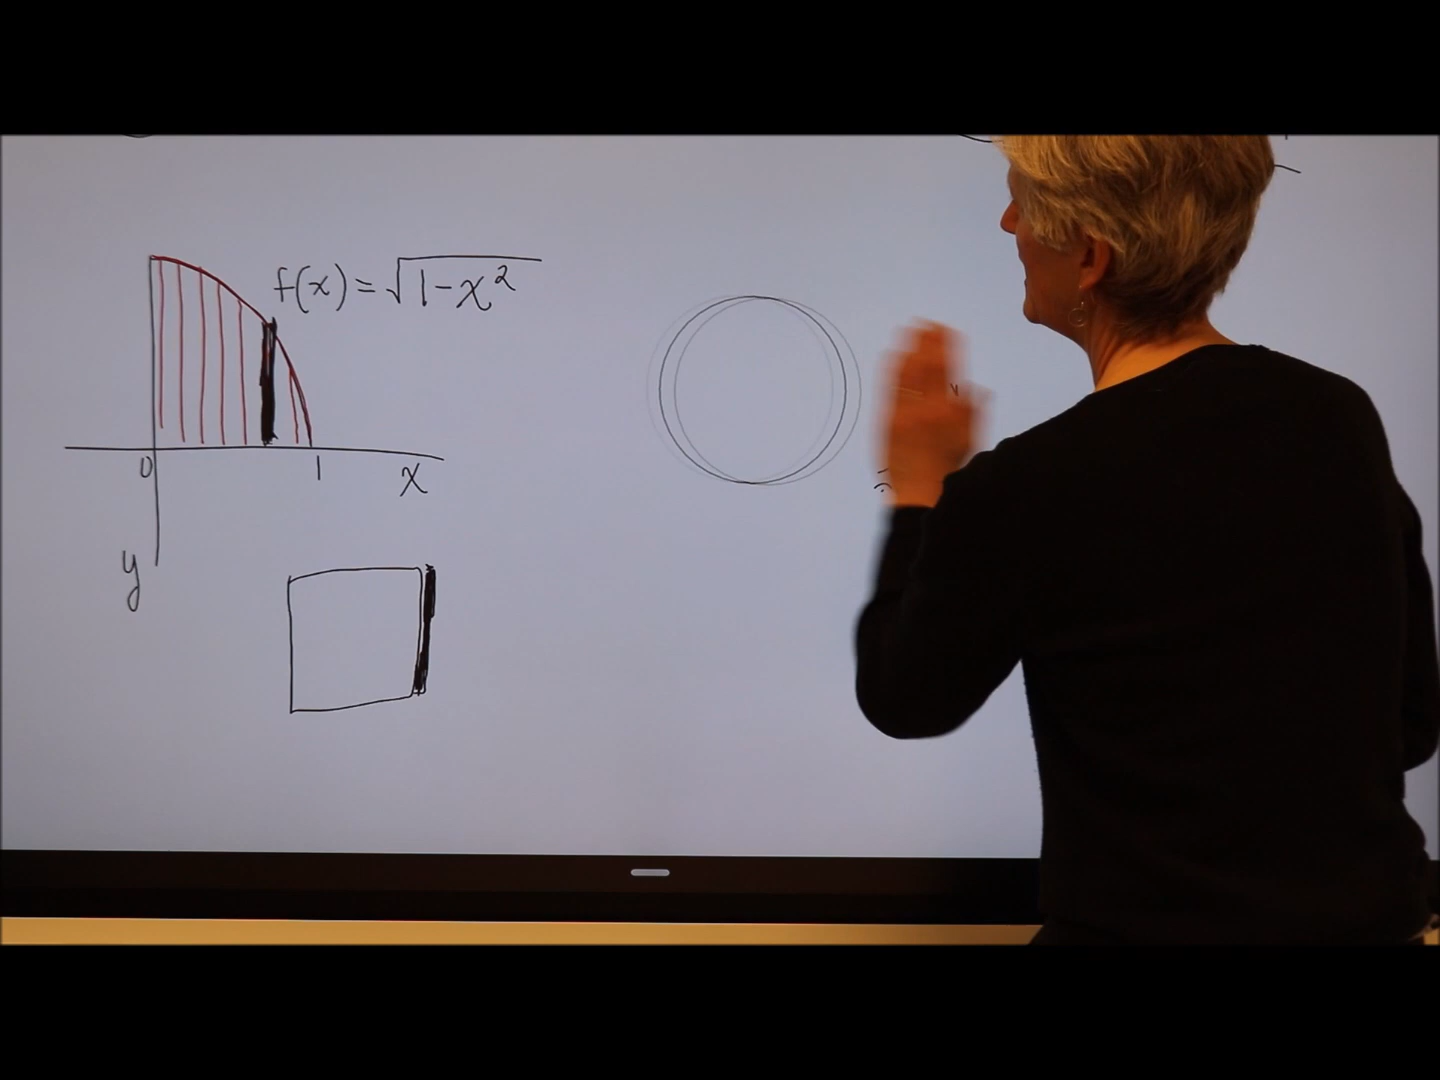 f(x) = √1-x²
0 1 x
y